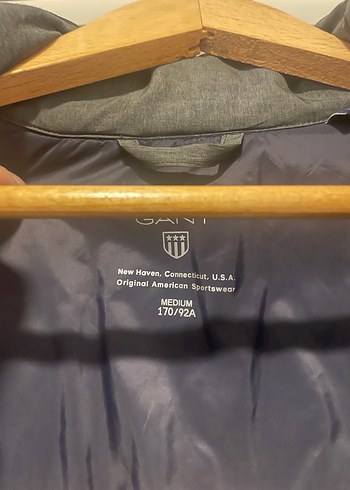 GANT
New Haven, Connecticut, U.S.A.
Original American Sportswear
MEDIUM
170/92A